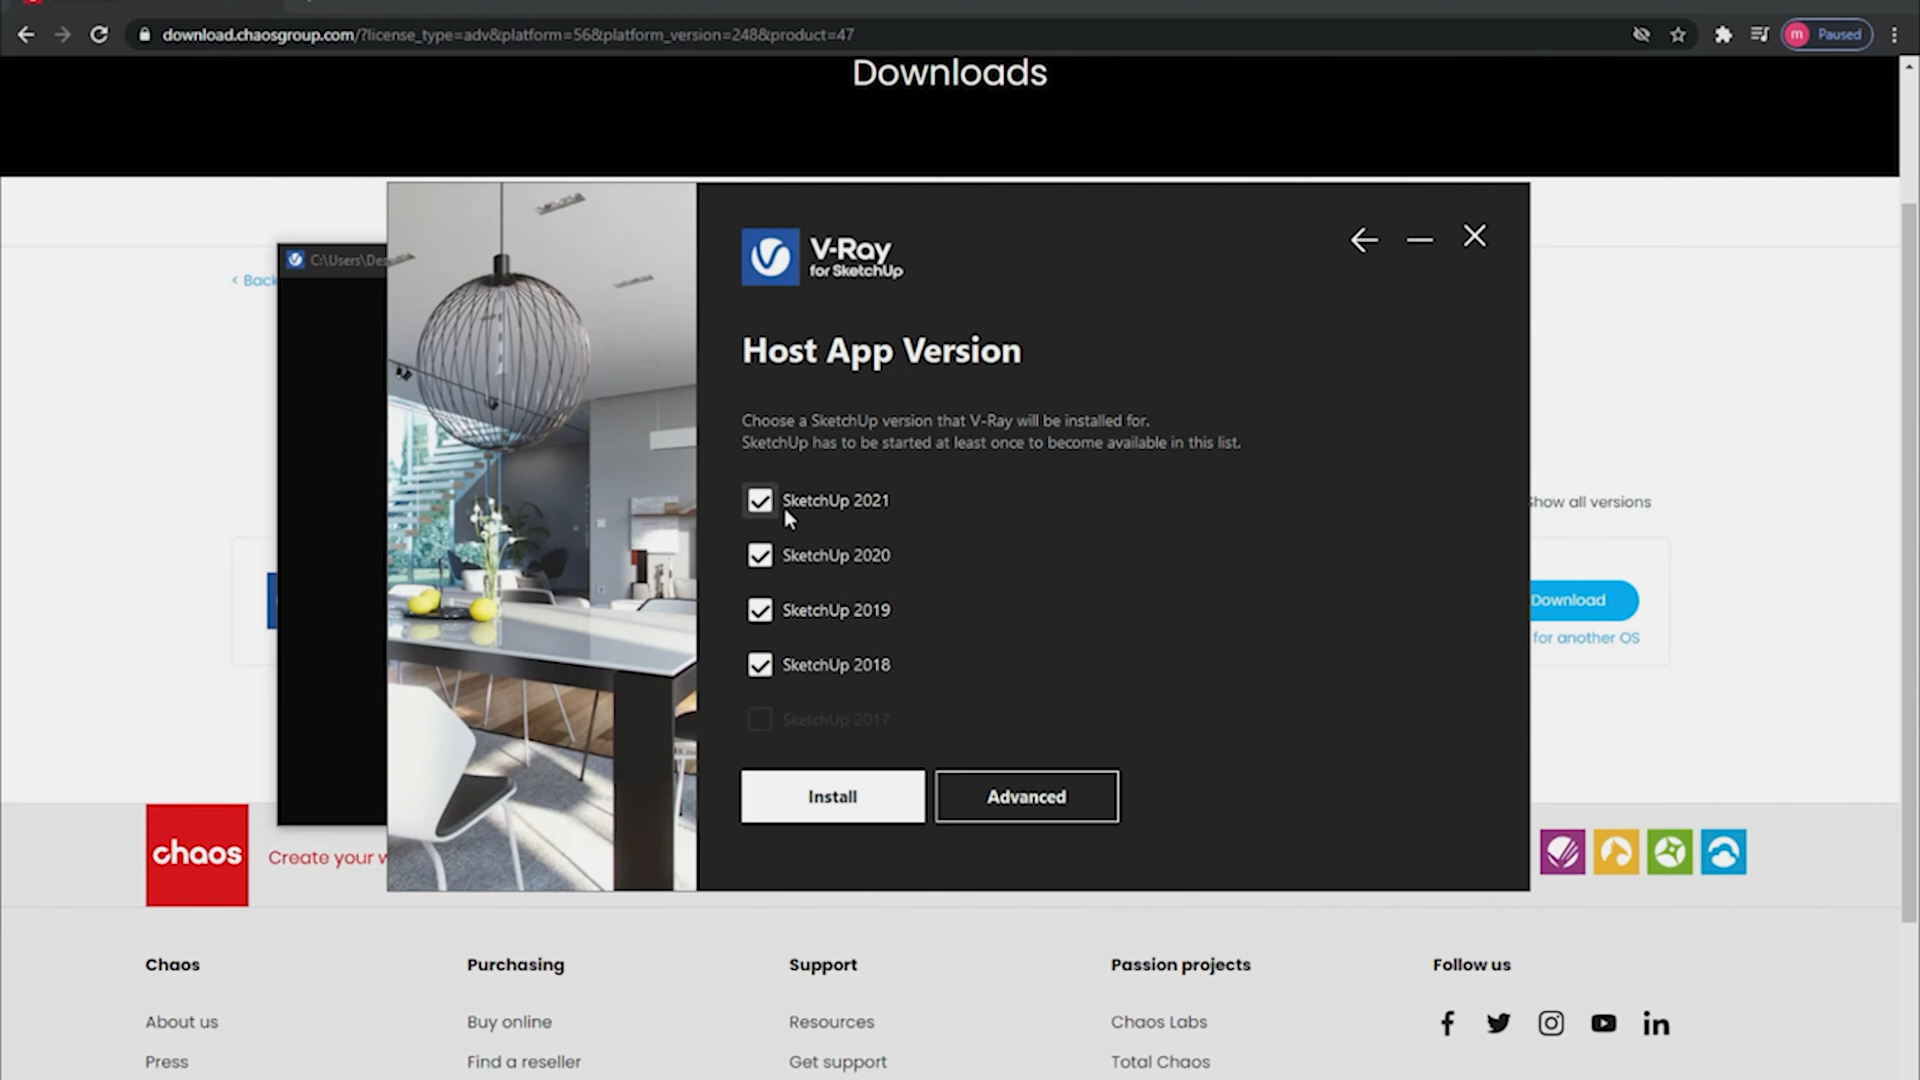 download.chaosgroup.com/?license_type=adv&platform=56&platform_version=248&product=47
m
Paused
Downloads
V-Ray
for SketchUp
C:\Users\Des
< Back
Host App Version
Choose a SketchUp version that V-Ray will be installed for.
SketchUp has to be started at least once to become available in this list.
SketchUp 2021
Show all versions
SketchUp 2020
Download
SketchUp 2019
for another OS
SketchUp 2018
SketchUp 2017
Install
Advanced
chaos
Create your w
Chaos
Purchasing
Support
Passion projects
Follow us
About us
Buy online
Resources
Chaos Labs
Press
Find a reseller
Get support
Total Chaos